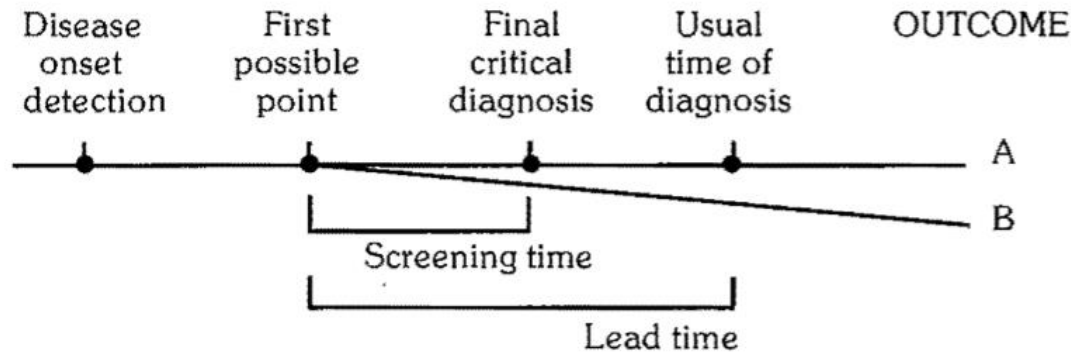 Disease
onset
detection
First
possible
point
Final
critical
diagnosis
Usual
time of
diagnosis
OUTCOME
A
B
Screening time
Lead time